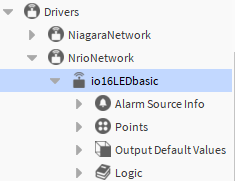 Drivers
NiagaraNetwork
NrioNetwork
io16LEDbasic
Alarm Source Info
Points
Output Default Values
Logic